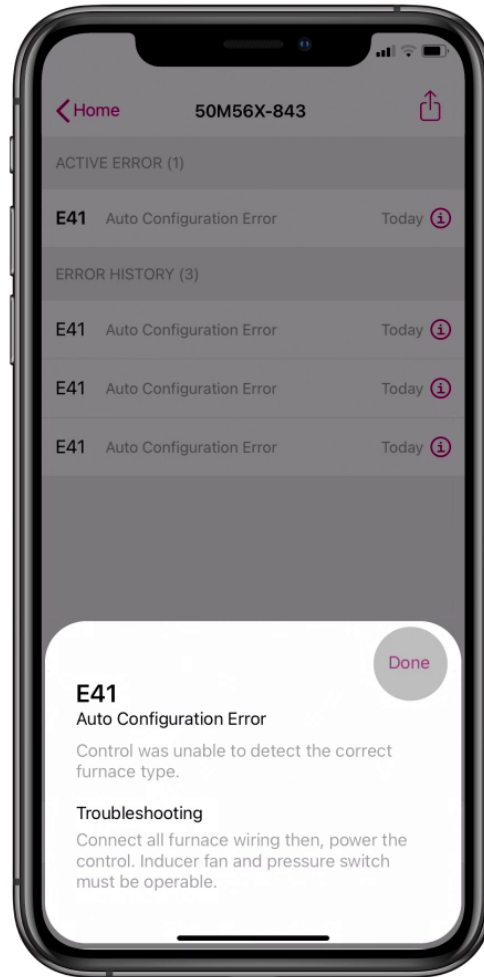 Home
50M56X-843
ACTIVE ERROR (1)
E41 Auto Configuration Error Today
ERROR HISTORY (3)
E41 Auto Configuration Error Today
E41 Auto Configuration Error Today
E41 Auto Configuration Error Today
Done
E41
Auto Configuration Error
Control was unable to detect the correct
furnace type.
Troubleshooting
Connect all furnace wiring then, power the
control. Inducer fan and pressure switch
must be operable.